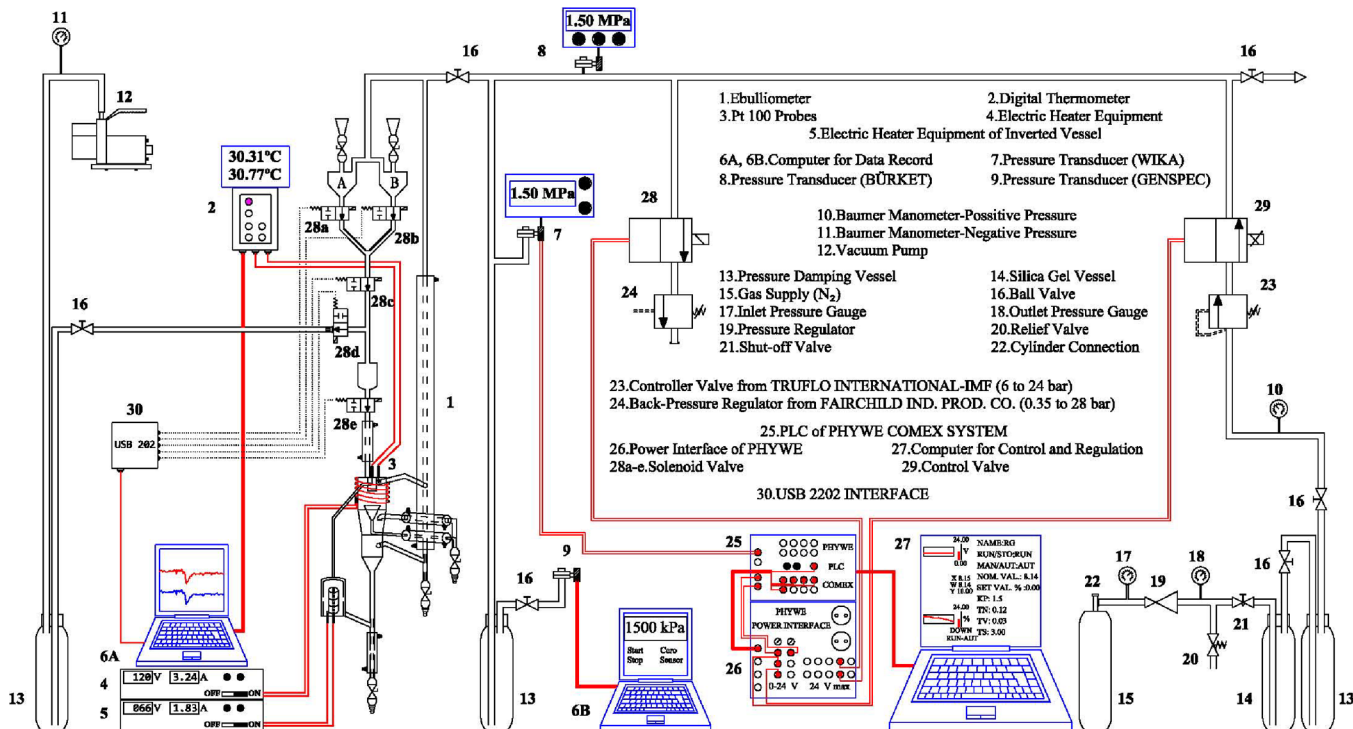 11
16
8
1.50 MPa
16
12
30.31°C
30.77°C
2
A
B
28a
28b
28c
16
28d
28e
1
30
USB 202
3
1.50 MPa
7
28
24
29
23
10
16
1.Ebulliometer
2.Digital Thermometer
3.Pt 100 Probes
4.Electric Heater Equipment
5.Electric Heater Equipment of Inverted Vessel
6A, 6B.Computer for Data Record
7.Pressure Transducer (WIKA)
8.Pressure Transducer (BÜRKET)
9.Pressure Transducer (GENSPEC)
10.Baumer Manometer-Possitive Pressure
11.Baumer Manometer-Negative Pressure
12.Vacuum Pump
13.Pressure Damping Vessel
14.Silica Gel Vessel
15.Gas Supply (N₂)
16.Ball Valve
17.Inlet Pressure Gauge
18.Outlet Pressure Gauge
19.Pressure Regulator
20.Relief Valve
21.Shut-off Valve
22.Cylinder Connection
23.Controller Valve from TRUFLO INTERNATIONAL-IMF (6 to 24 bar)
24.Back-Pressure Regulator from FAIRCHILD IND. PROD. CO. (0.35 to 28 bar)
25.PLC of PHYWE COMEX SYSTEM
26.Power Interface of PHYWE
27.Computer for Control and Regulation
28a-e.Solenoid Valve
29.Control Valve
30.USB 2202 INTERFACE
6A
4
120 V
3.24 A
OFF
ON
5
066 V
1.83 A
OFF
ON
13
9
16
13
1500 kPa
Start
Stop
Cero
Sensor
6B
25
PHYWE
PLC
COMEX
PHYWE
POWER INTERFACE
26
0-24 V
24 V max
27
24.00
V
0.00
X 8.15
W 8.14
Y 10.00
24.00
%
DOWN
RUN-AUT
NAME:RG
RUN/STO:RUN
MAN/AUT:AUT
NOM. VAL.: 8.14
SET VAL. % :0.00
KP: 1.5
TN: 0.12
TV: 0.03
TS: 3.00
22
17
19
18
21
16
20
15
14
13